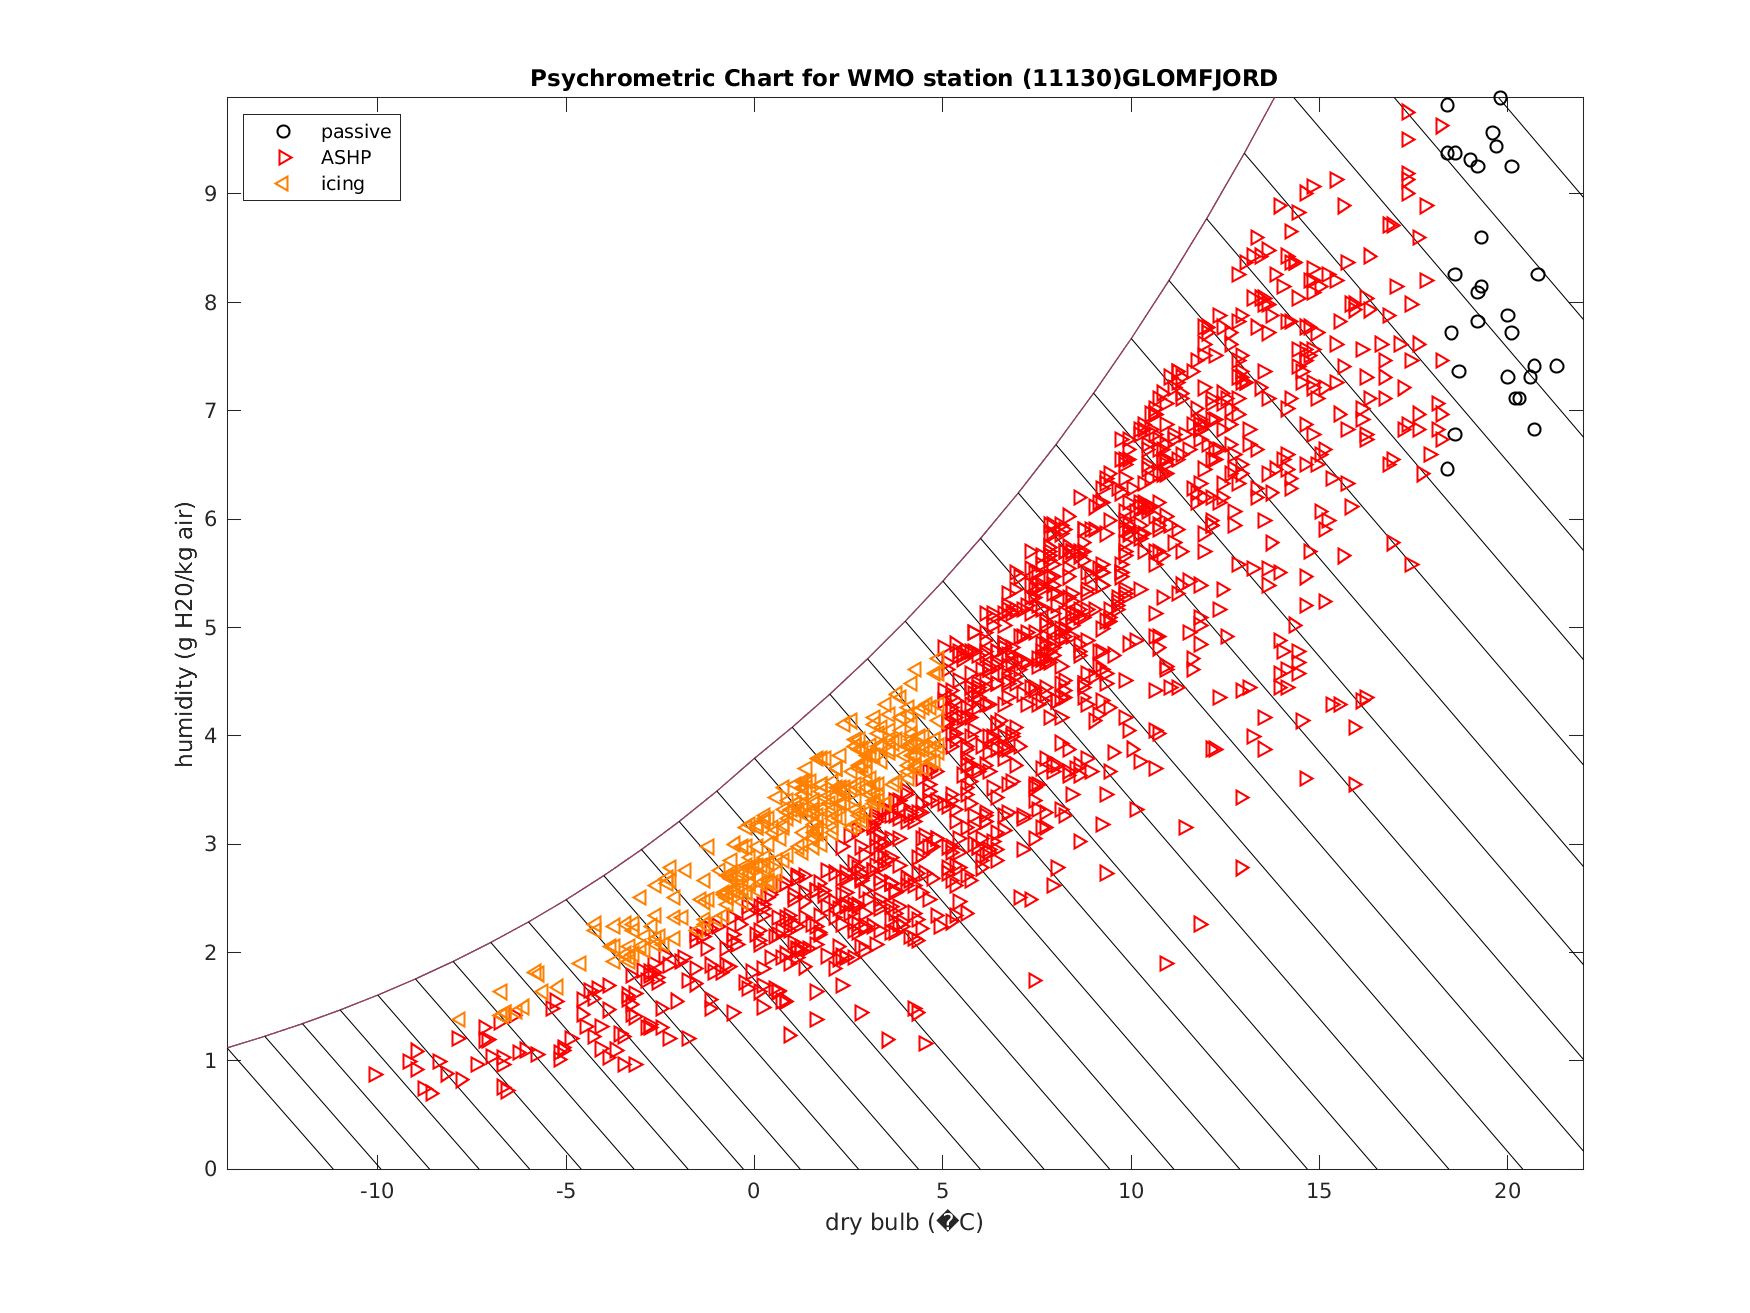 Psychrometric Chart for WMO station (11130)GLOMFJORD
passive
ASHP
icing
9
8
7
6
5
4
3
2
1
0
humidity (g H20/kg air)
-10 -5 0 5 10 15 20
dry bulb (�C)